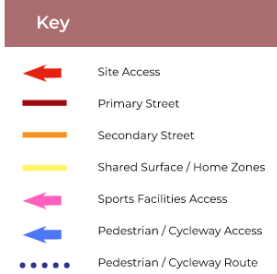 Key
Site Access
Primary Street
Secondary Street
Shared Surface / Home Zones
Sports Facilities Access
Pedestrian / Cycleway Access
Pedestrian / Cycleway Route